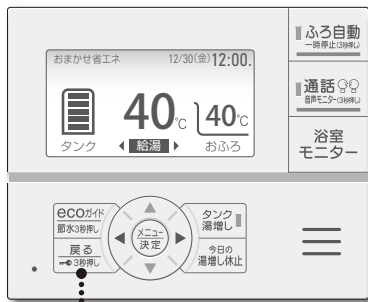 おまかせ省エネ 12/30(金)12:00.
タンク
40℃
◀給湯▶
40℃
おふろ
ふろ自動
一時停止(3秒押し)
通話
音声モニター(3秒押し)
浴室
モニター
ecoガイド
節水3秒押し
戻る
3秒押し
メニュー
決定
タンク
湯増し
今日の
湯増し休止